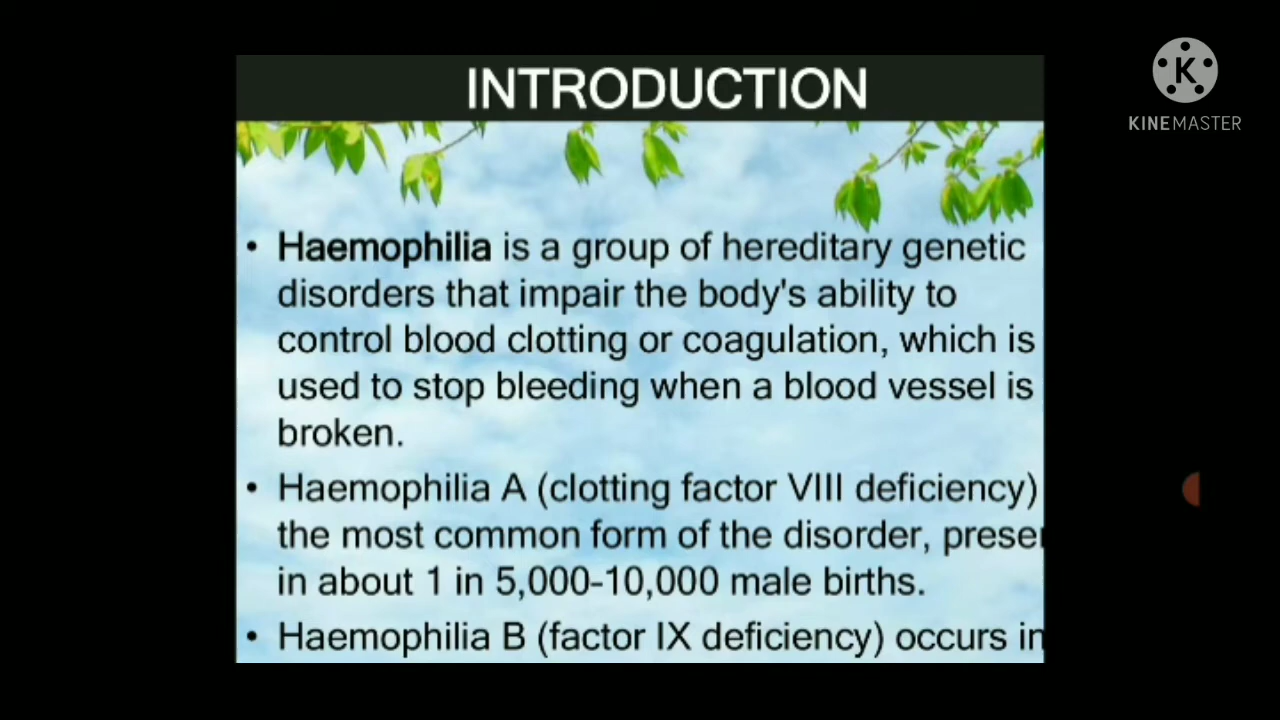 INTRODUCTION
K
KINEMASTER
• Haemophilia is a group of hereditary genetic
disorders that impair the body's ability to
control blood clotting or coagulation, which is
used to stop bleeding when a blood vessel is
broken.
• Haemophilia A (clotting factor VIII deficiency)
the most common form of the disorder, prese
in about 1 in 5,000-10,000 male births.
• Haemophilia B (factor IX deficiency) occurs in